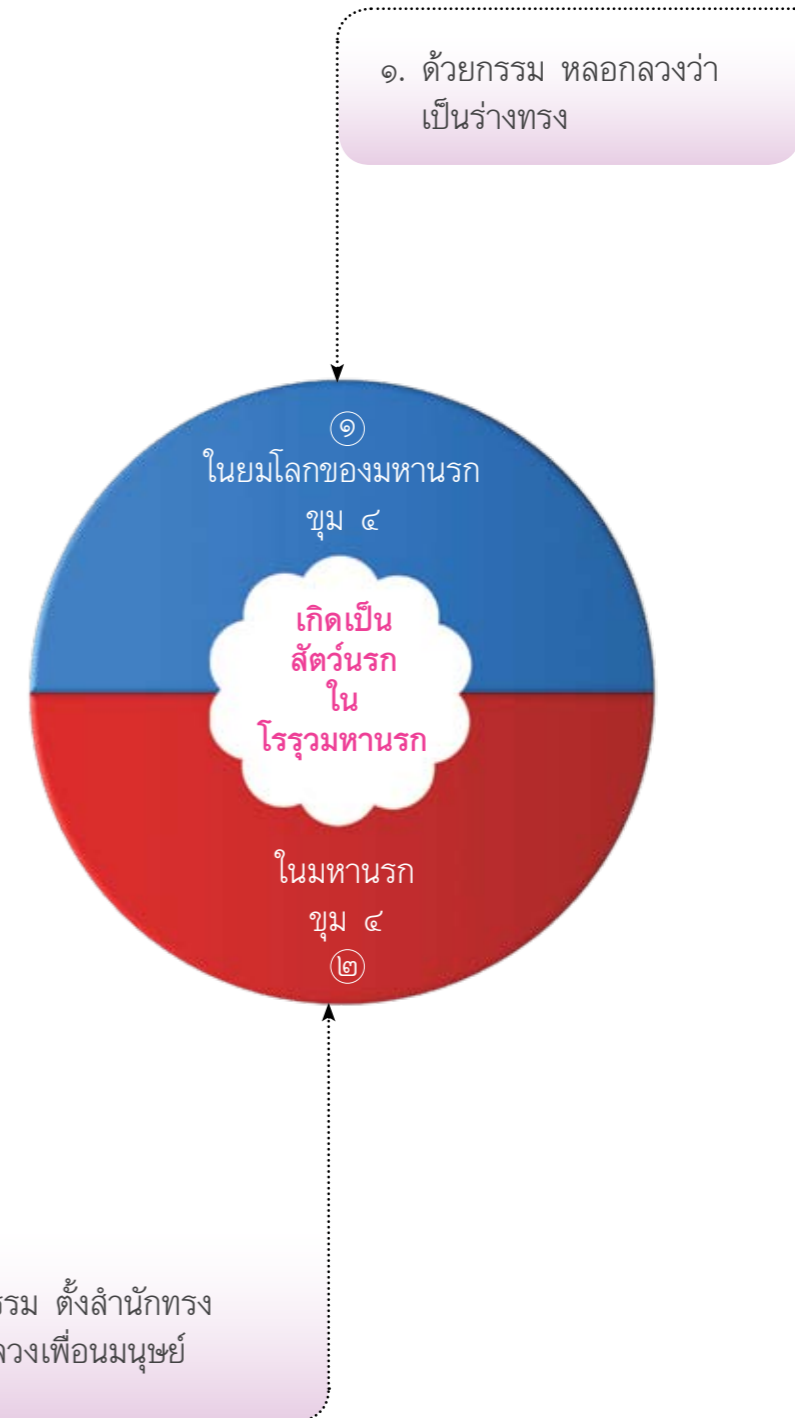 ๑. ด้วยกรรม หลอกลวงว่า
เป็นร่างทรง
๑
ในยมโลกของมหานรก
ขุม ๔
เกิดเป็น
สัตว์นรก
ใน
โรรุวมหานรก
ในมหานรก
ขุม ๔
๒
ตั้งสำนักทรง
เพื่อนมนุษย์